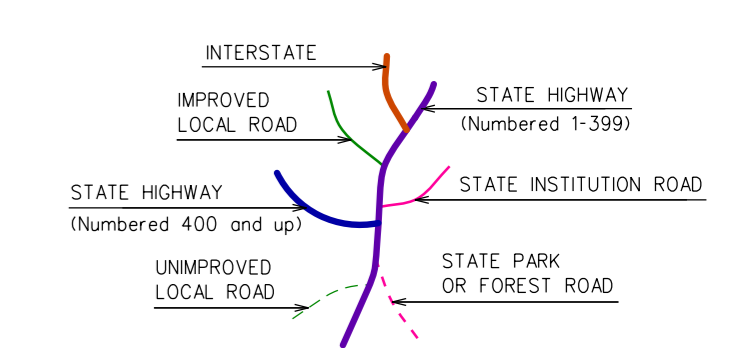 INTERSTATE
IMPROVED
LOCAL ROAD
STATE HIGHWAY
(Numbered 1-399)
STATE HIGHWAY
(Numbered 400 and up)
STATE INSTITUTION ROAD
UNIMPROVED
LOCAL ROAD
STATE PARK
OR FOREST ROAD